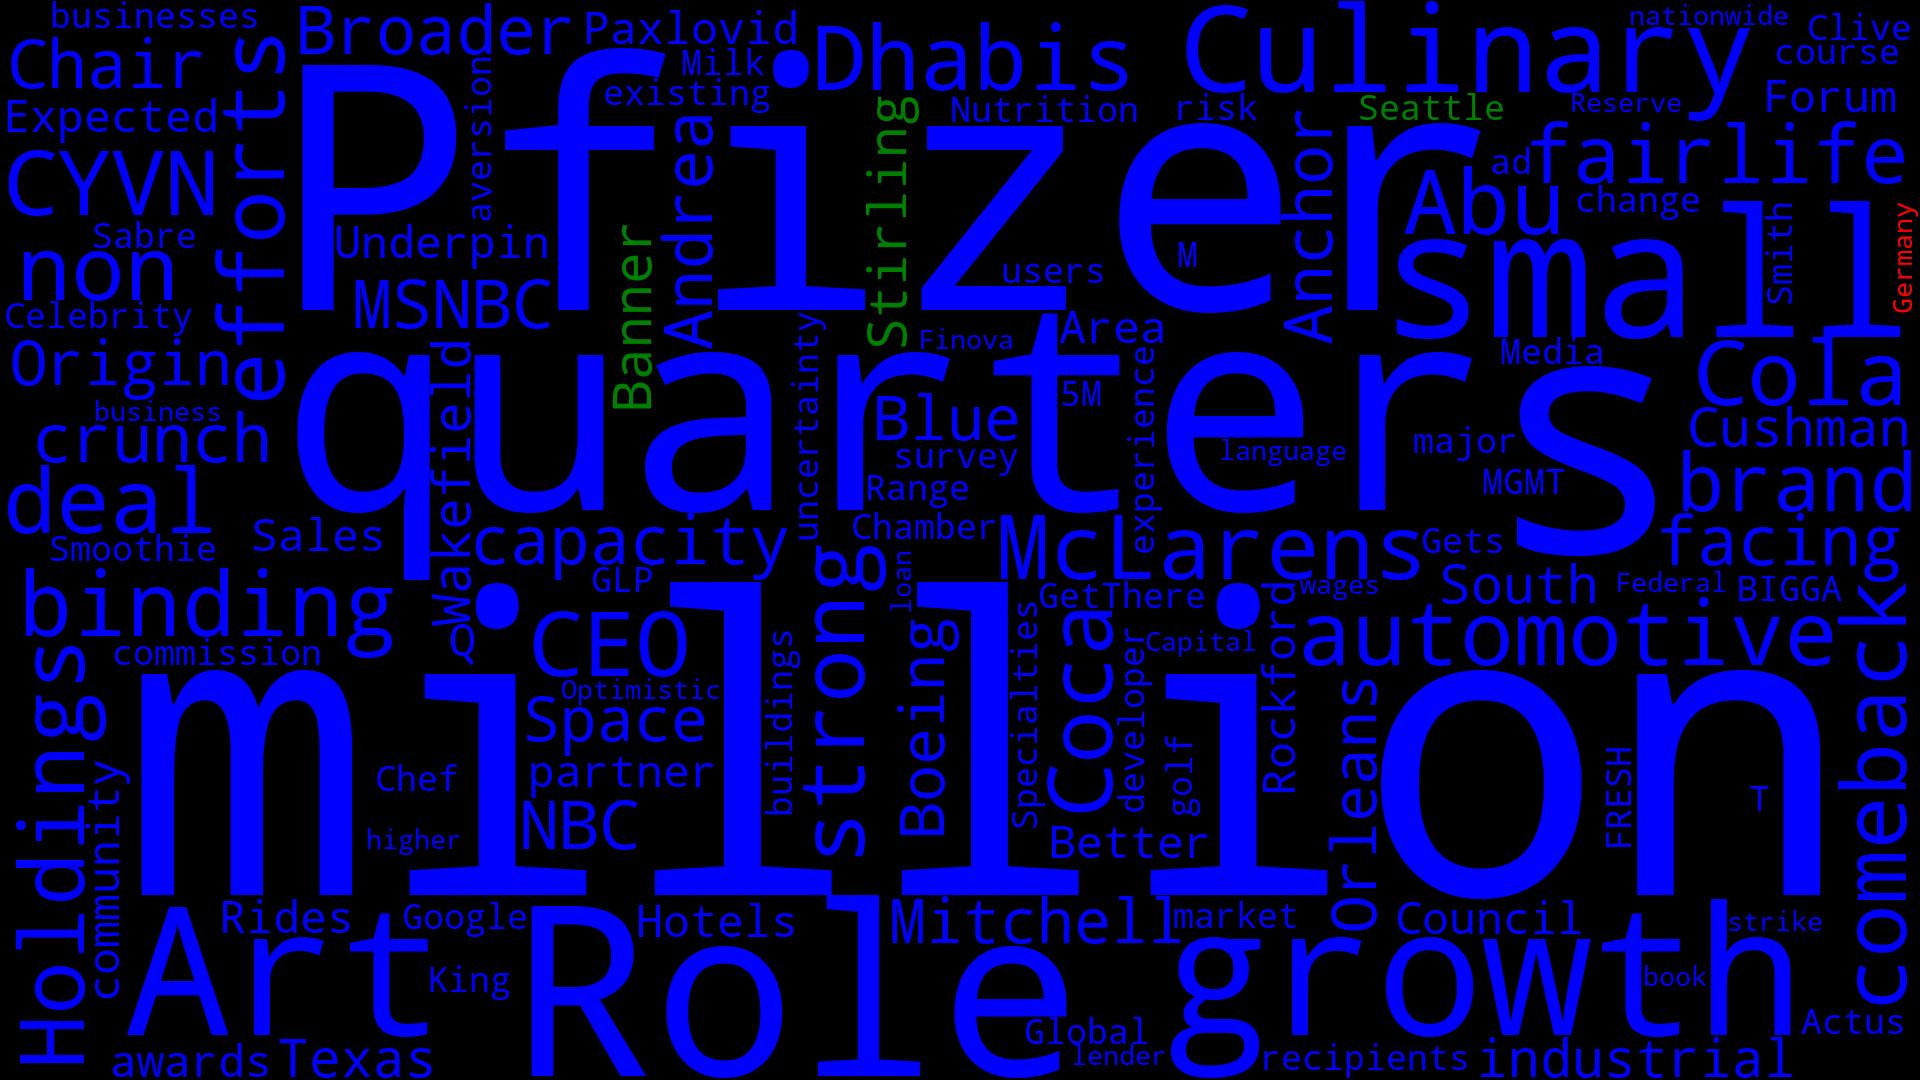 businesses
Broader
Paxlovid
Milk
Dhabis
Culinary
nationwide
Clive
course
Chair
efforts
aversion
existing
Expected
Pfizer
Nutrition
risk
Seattle
Reserve
Forum
CYVN
Andrea
Stirling
Anchor
ad
fairlife
Abu
change
Sabre
non
Underpin
Banner
users
M
small
Smith
Germany
MSNBC
Celebrity
Origin
uncertainty
Finova
Area
Media
Cola
quarters
Wakefield
5M
experience
business
crunch
Blue
survey
language
major
Cushman
deal
Range
MGMT
brand
Sales
Smoothie
capacity
Chamber
McLarens
Gets
facing
binding
GLP
loan
GetThere
wages
South
Federal
BIGGA
Q
CEO
strong
commission
Capital
automotive
million
Optimistic
Space
buildings
Boeing
Specialties
Coca
developer
golf
Rockford
Orleans
comeback
Holdings
community
Chef
partner
NBC
higher
Better
FRESH
T
Rides
Google
Hotels
Mitchell
market
Council
strike
Art
King
Role
growth
book
Global
Actus
awards
Texas
lender
recipients
industrial